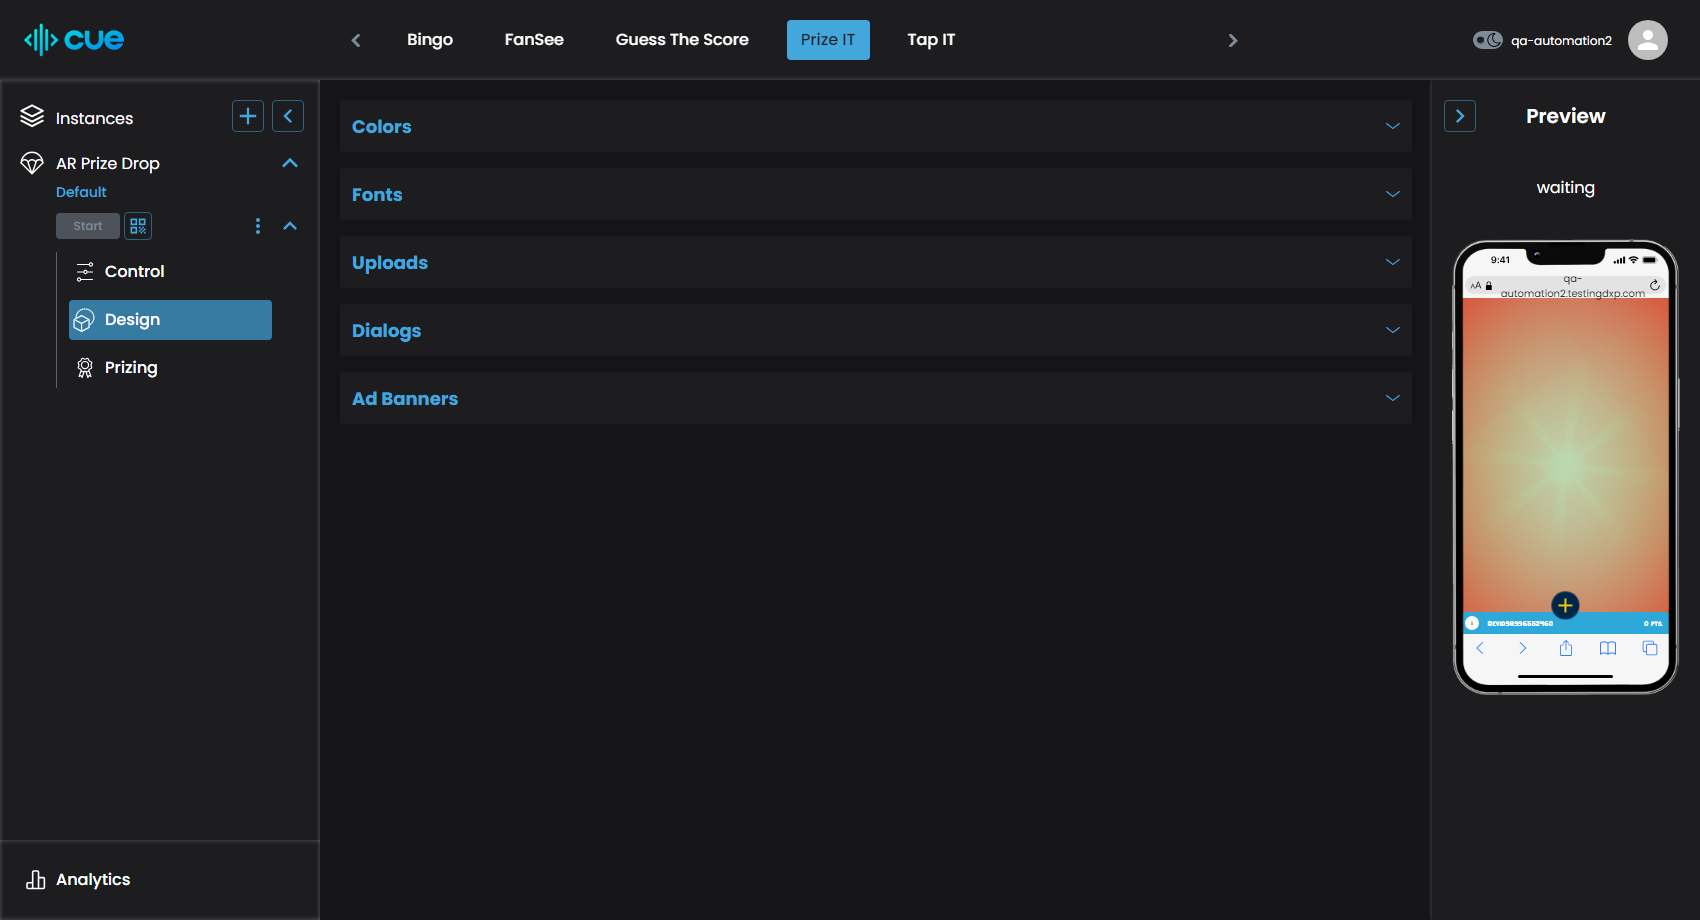 cue
Bingo
FanSee
Guess The Score
Prize IT
Tap IT
qa-automation2
Instances
AR Prize Drop
Default
Start
Control
Design
Prizing
Analytics
Colors
Fonts
Uploads
Dialogs
Ad Banners
Preview
waiting
9:41
AA
qa-
automation2.testingdxp.com
0 PTS.